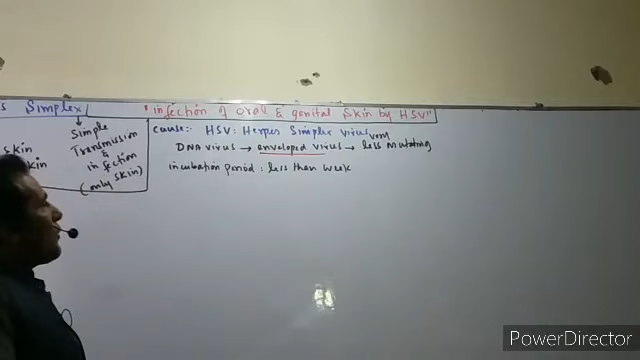 s Simplex
"infection of oral & genital skin by HSV"
Simple
Transmission
&
infection
(only skin)
skin
kin
cause:- HSV: Herpes Simplex virus
DNA virus → enveloped virus → less mutating
incubation period : less than weak
PowerDirector